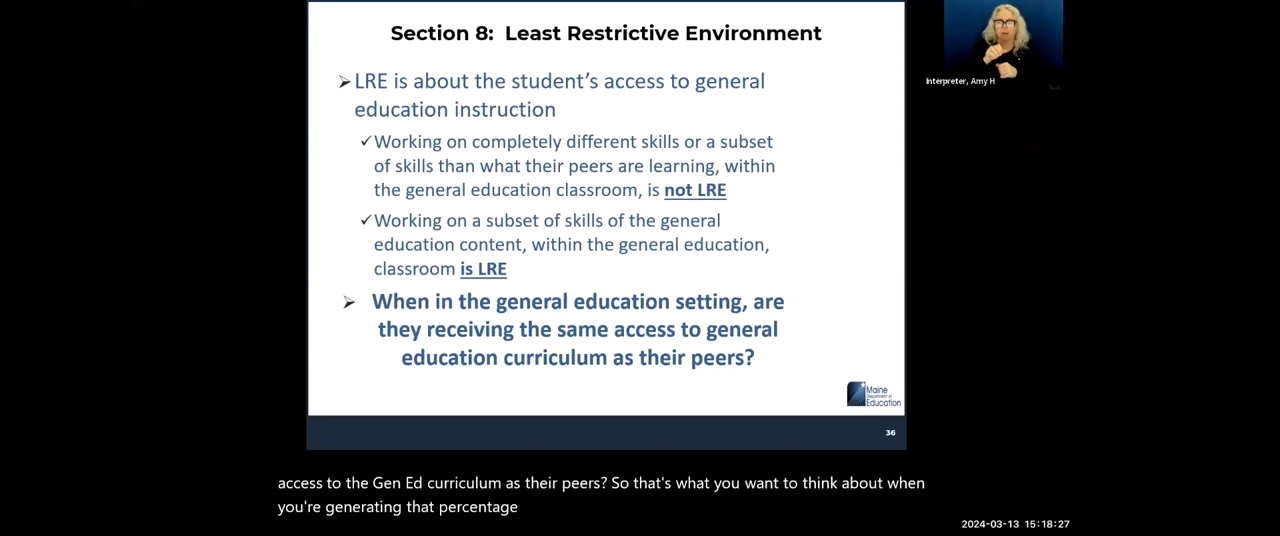 Section 8: Least Restrictive Environment
➢LRE is about the student's access to general
education instruction
✓Working on completely different skills or a subset
of skills than what their peers are learning, within
the general education classroom, is not LRE
✓Working on a subset of skills of the general
education content, within the general education,
classroom is LRE
➢ When in the general education setting, are
they receiving the same access to general
education curriculum as their peers?
Maine
Department of
Education
36
Interpreter, Amy H
access to the Gen Ed curriculum as their peers? So that's what you want to think about when
you're generating that percentage
2024-03-13 15:18:27